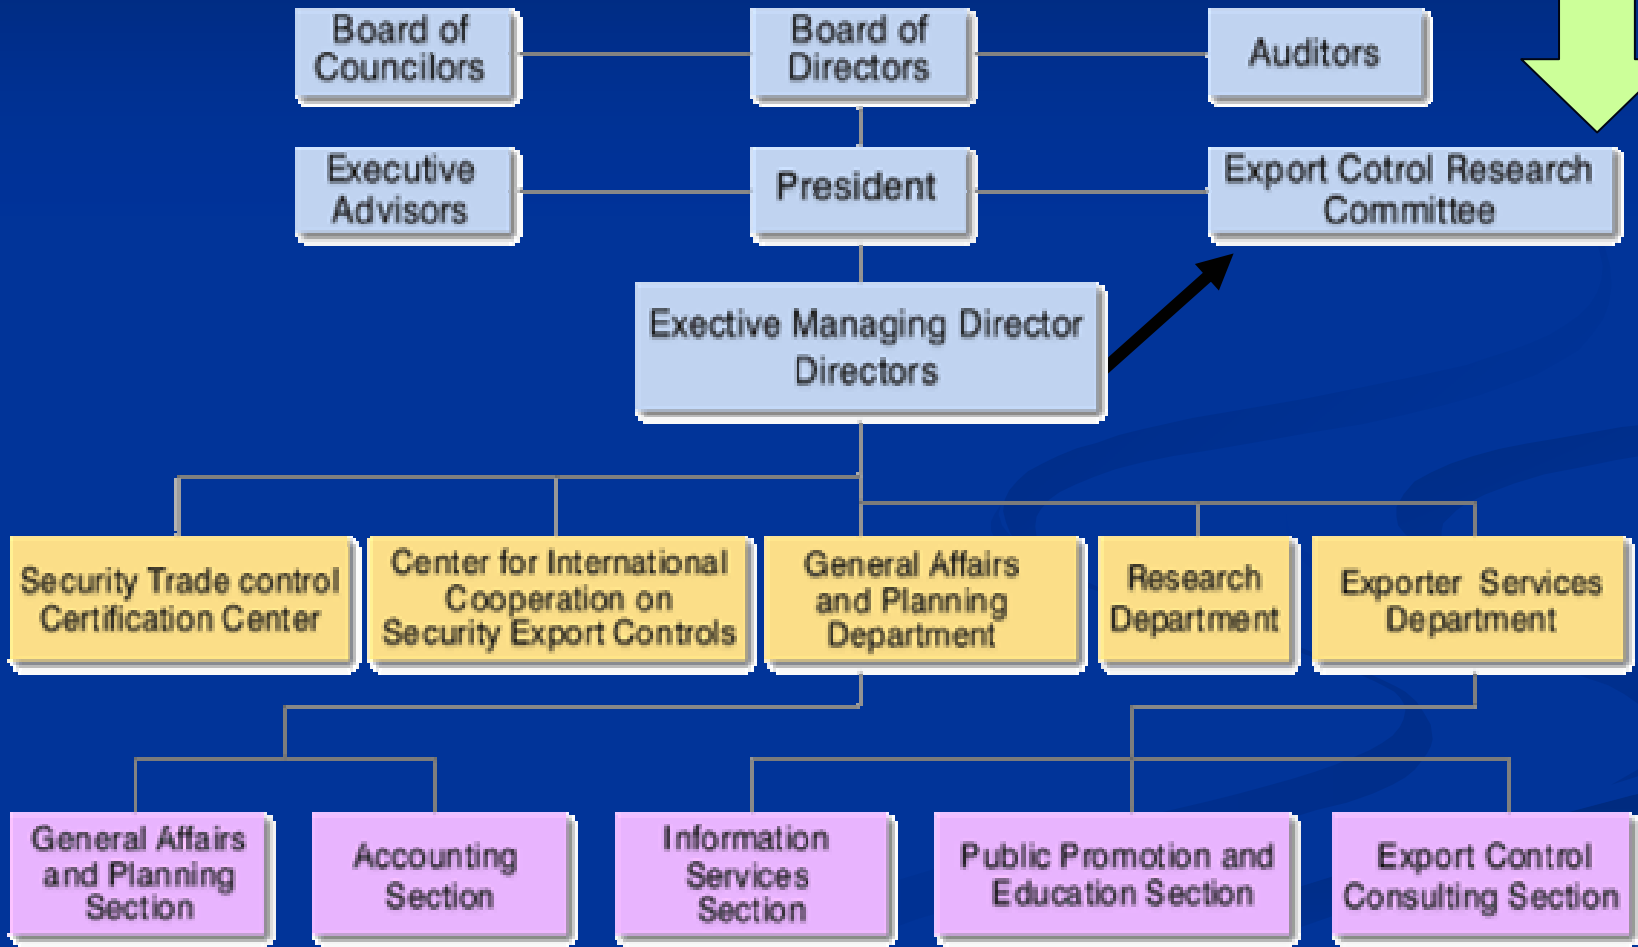 Board of
Councilors
Board of
Directors
Auditors
Executive
Advisors
President
Export Cotrol Research
Committee
Exective Managing Director
Directors
Security Trade control
Certification Center
Center for International
Cooperation on
Security Export Controls
General Affairs
and Planning
Department
Research
Department
Exporter Services
Department
General Affairs
and Planning
Section
Accounting
Section
Information
Services
Section
Public Promotion and
Education Section
Export Control
Consulting Section